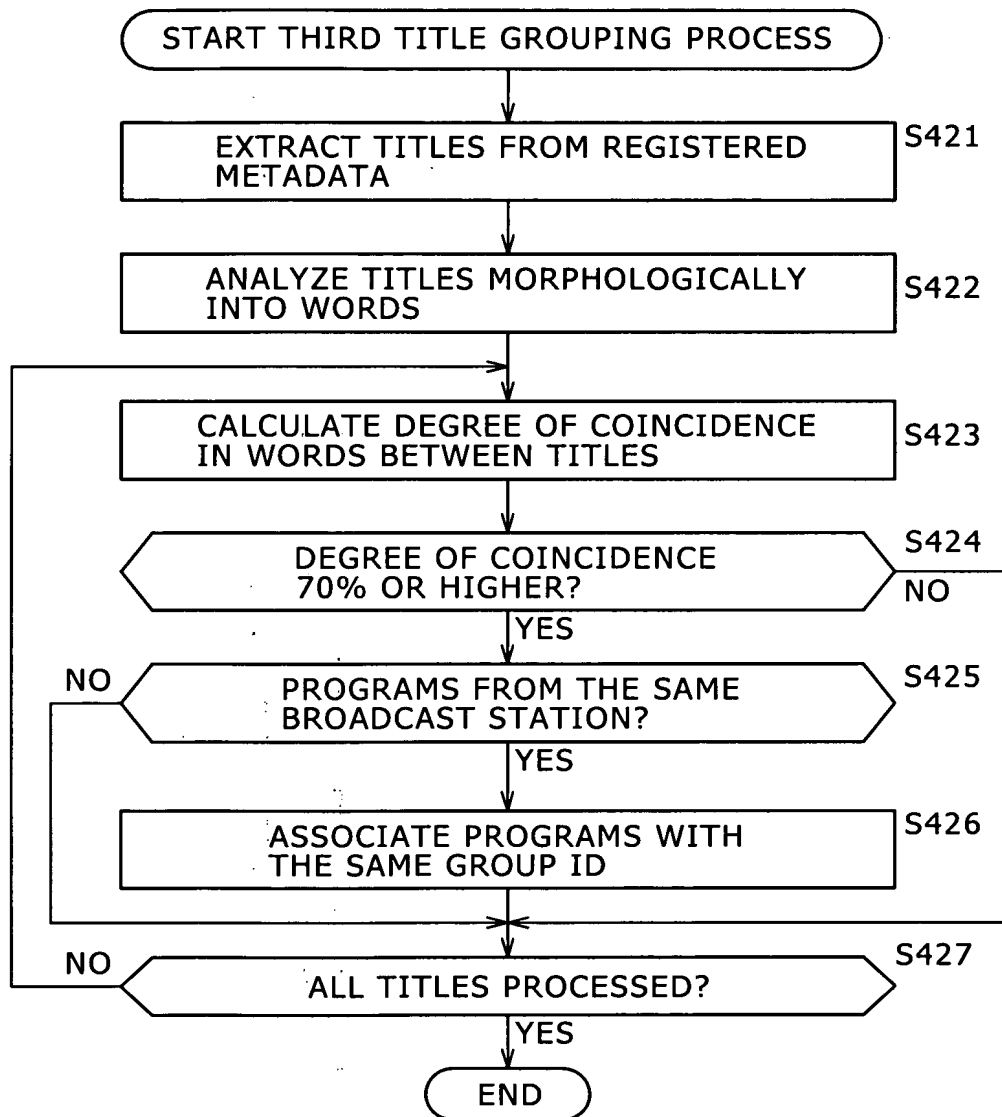 START THIRD TITLE GROUPING PROCESS
EXTRACT TITLES FROM REGISTERED
METADATA
S421
ANALYZE TITLES MORPHOLOGICALLY
INTO WORDS
S422
CALCULATE DEGREE OF COINCIDENCE
IN WORDS BETWEEN TITLES
S423
DEGREE OF COINCIDENCE
70% OR HIGHER?
S424
NO
YES
NO
PROGRAMS FROM THE SAME
BROADCAST STATION?
S425
YES
ASSOCIATE PROGRAMS WITH
THE SAME GROUP ID
S426
NO
ALL TITLES PROCESSED?
S427
YES
END